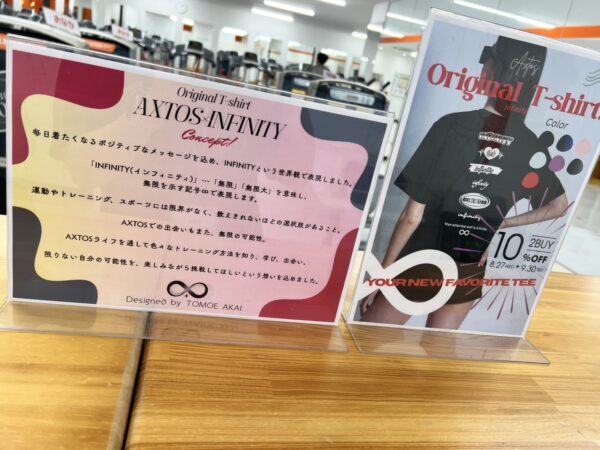 Original T-shirt
AXTOS×INFINITY
Concept!
毎日着たくなるポジティブなメッセージを込め、INFINITYという世界観で表現しました。
「INFINITY(インフィニティ)」…「無限」「無限大」を意味し、
無限を示す記号∞で表現します。
運動やトレーニング、スポーツには限界がなく、数えきれないほどの選択肢があること。
AXTOSでの出会いもまた、無限の可能性。
AXTOSライフを通して色々なトレーニング方法を知り、学び、出会い、
限りない自分の可能性を、楽しみながら挑戦してほしいという想いを込めました。
Designed by TOMOE AKAI
Axtos
Original T-shirt
infinity
Color
infinity
infinity
10%OFF
2BUY
8.27 WED → 9.30
YOUR NEW FAVORITE TEE